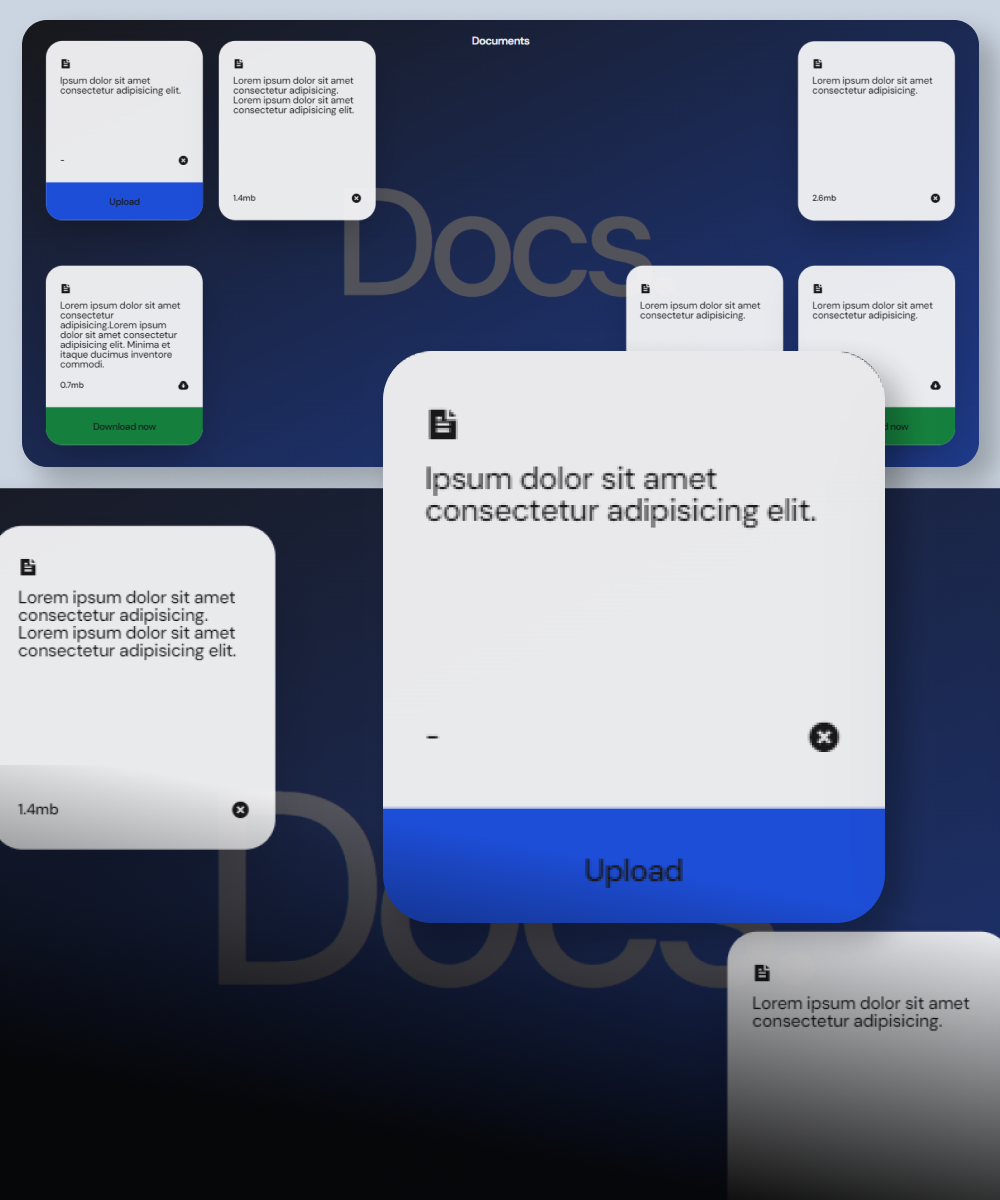 Documents
Ipsum dolor sit amet
consectetur adipisicing elit.
-
Upload
Lorem ipsum dolor sit amet
consectetur adipisicing.
Lorem ipsum dolor sit amet
consectetur adipisicing elit.
1.4mb
Lorem ipsum dolor sit amet
consectetur adipisicing.
2.6mb
Docs
Lorem ipsum dolor sit amet
consectetur
adipisicing.Lorem ipsum
dolor sit amet consectetur
adipisicing elit. Minima et
itaque ducimus inventore
commodi.
0.7mb
Download now
Lorem ipsum dolor sit amet
consectetur adipisicing.
Lorem ipsum dolor sit amet
consectetur adipisicing.
now
Ipsum dolor sit amet
consectetur adipisicing elit.
-
Upload
Lorem ipsum dolor sit amet
consectetur adipisicing.
Lorem ipsum dolor sit amet
consectetur adipisicing elit.
1.4mb
Docs
Lorem ipsum dolor sit amet
consectetur adipisicing.